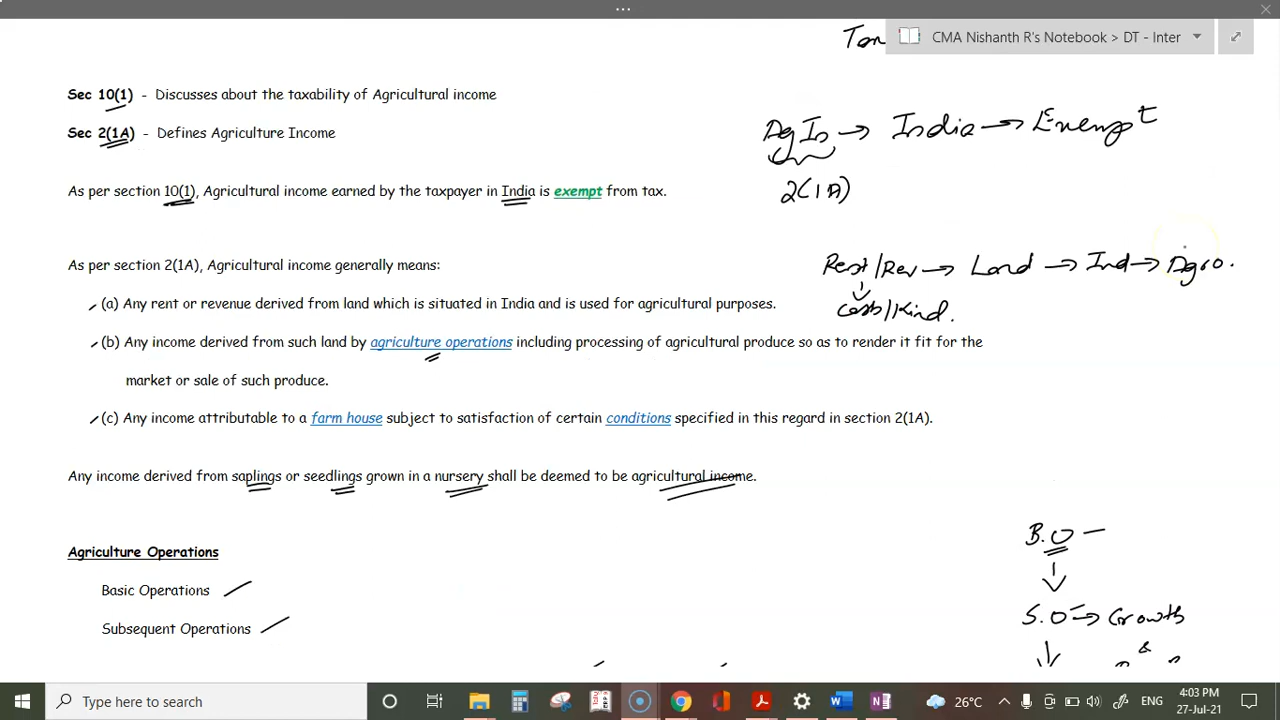 CMA Nishanth R's Notebook > DT - Inter
Sec 10(1) - Discusses about the taxability of Agricultural income
Sec 2(1A) - Defines Agriculture Income
Ag In → India → Exempt
2(1A)
As per section 10(1), Agricultural income earned by the taxpayer in India is exempt from tax.
As per section 2(1A), Agricultural income generally means:
Rent/Rev → Land → Ind → Agro.
Cash/Kind.
(a) Any rent or revenue derived from land which is situated in India and is used for agricultural purposes.
(b) Any income derived from such land by agriculture operations including processing of agricultural produce so as to render it fit for the
market or sale of such produce.
(c) Any income attributable to a farm house subject to satisfaction of certain conditions specified in this regard in section 2(1A).
Any income derived from saplings or seedlings grown in a nursery shall be deemed to be agricultural income.
B.O -
Agriculture Operations
Basic Operations
S.O → Growth
&
Subsequent Operations
Type here to search
26°C
ENG
4:03 PM
27-Jul-21